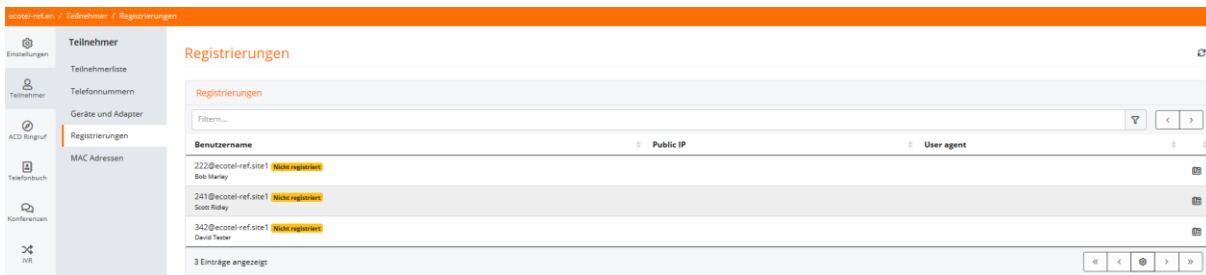 ecotel-ref.en / Teilnehmer / Registrierungen
Einstellungen
Teilnehmer
ACD Ringruf
Telefonbuch
Konferenzen
IVR
Teilnehmer
Teilnehmerliste
Telefonnummern
Geräte und Adapter
Registrierungen
MAC Adressen
Registrierungen
Registrierungen
Filtern...
Benutzername Public IP User agent
222@ecotel-ref.site1 Nicht registriert
Bob Marley
241@ecotel-ref.site1 Nicht registriert
Scott Ridley
342@ecotel-ref.site1 Nicht registriert
David Tester
3 Einträge angezeigt